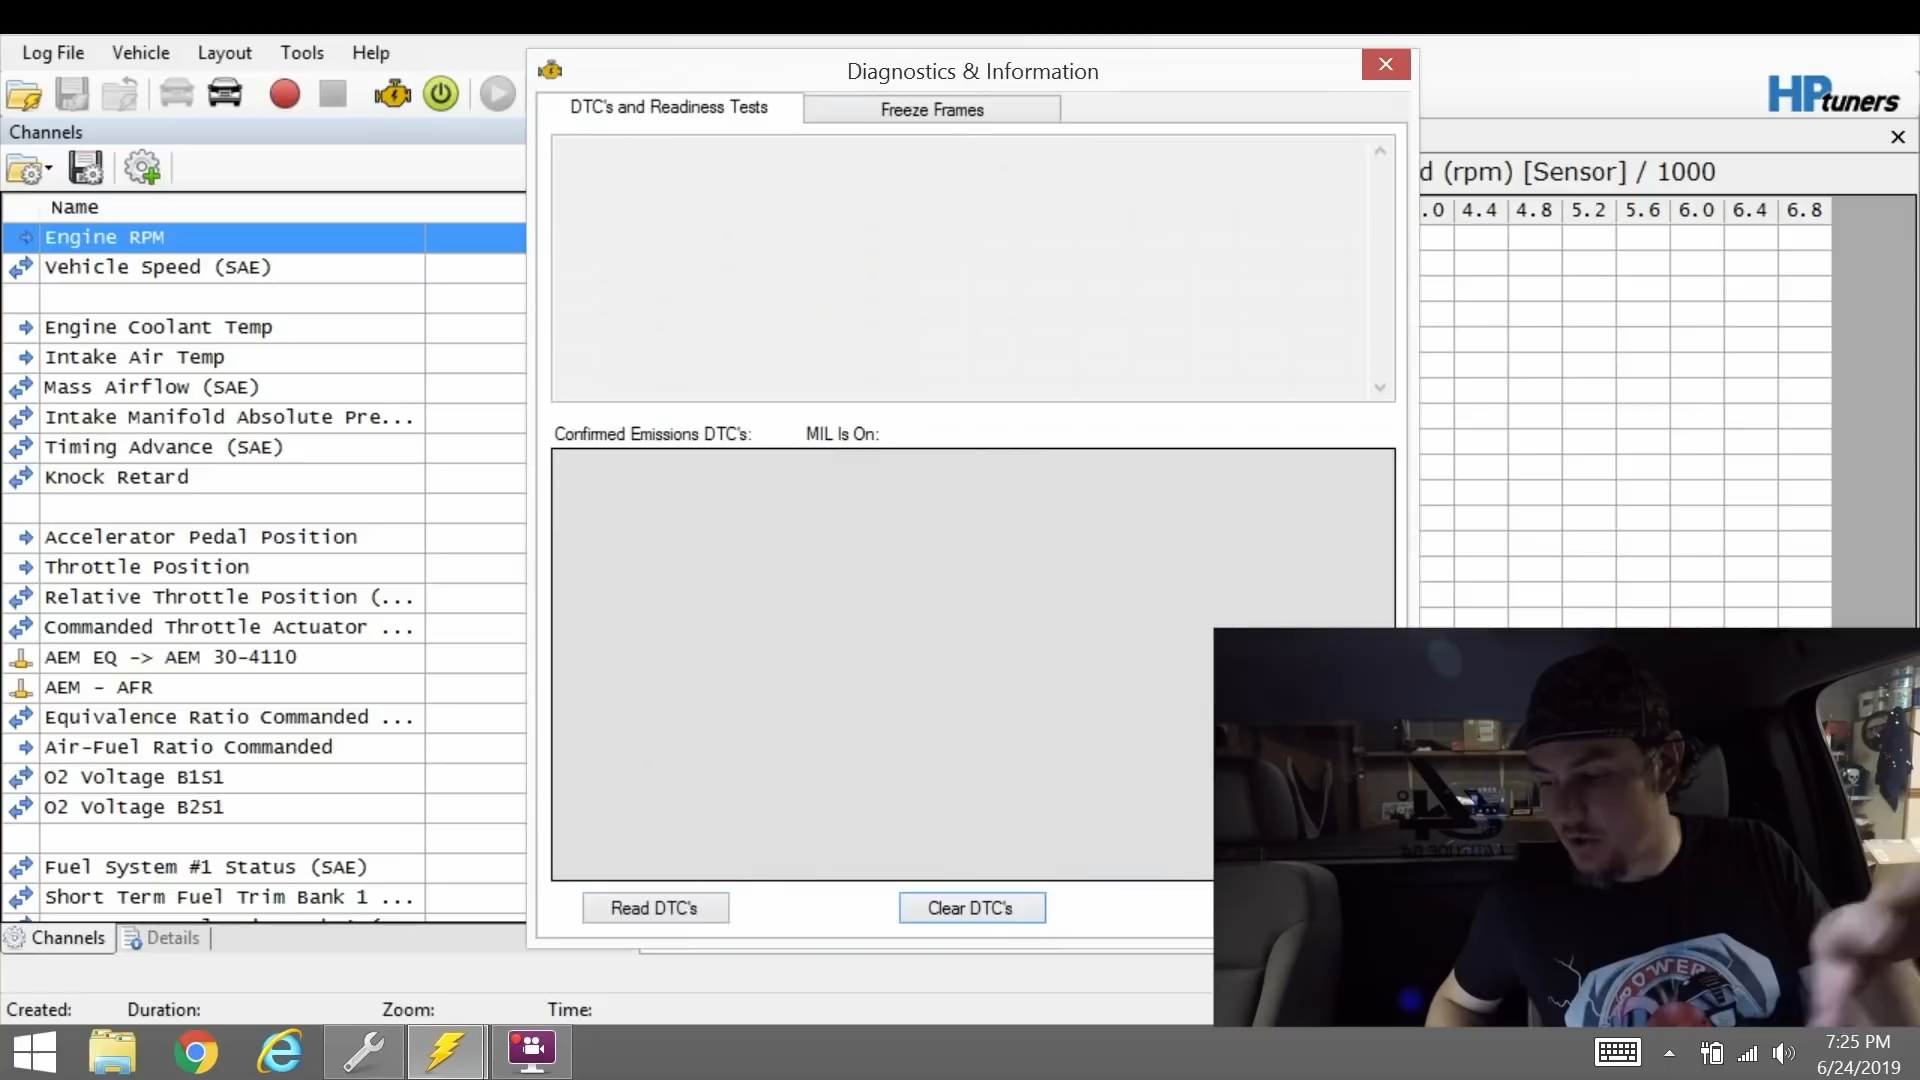 Log File Vehicle Layout Tools Help
Diagnostics & Information
HPtuners
DTC's and Readiness Tests
Freeze Frames
Channels
d (rpm) [Sensor] / 1000
Name
.0 4.4 4.8 5.2 5.6 6.0 6.4 6.8
Engine RPM
Vehicle Speed (SAE)
Engine Coolant Temp
Intake Air Temp
Mass Airflow (SAE)
Intake Manifold Absolute Pre...
Timing Advance (SAE)
Knock Retard
Accelerator Pedal Position
Throttle Position
Relative Throttle Position (...
Commanded Throttle Actuator ...
AEM EQ -> AEM 30-4110
AEM - AFR
Equivalence Ratio Commanded ...
Air-Fuel Ratio Commanded
O2 Voltage B1S1
O2 Voltage B2S1
Fuel System #1 Status (SAE)
Short Term Fuel Trim Bank 1 ...
Confirmed Emissions DTC's: MIL Is On:
Read DTC's
Clear DTC's
Channels Details
Created: Duration: Zoom: Time:
POWER
7:25 PM
6/24/2019